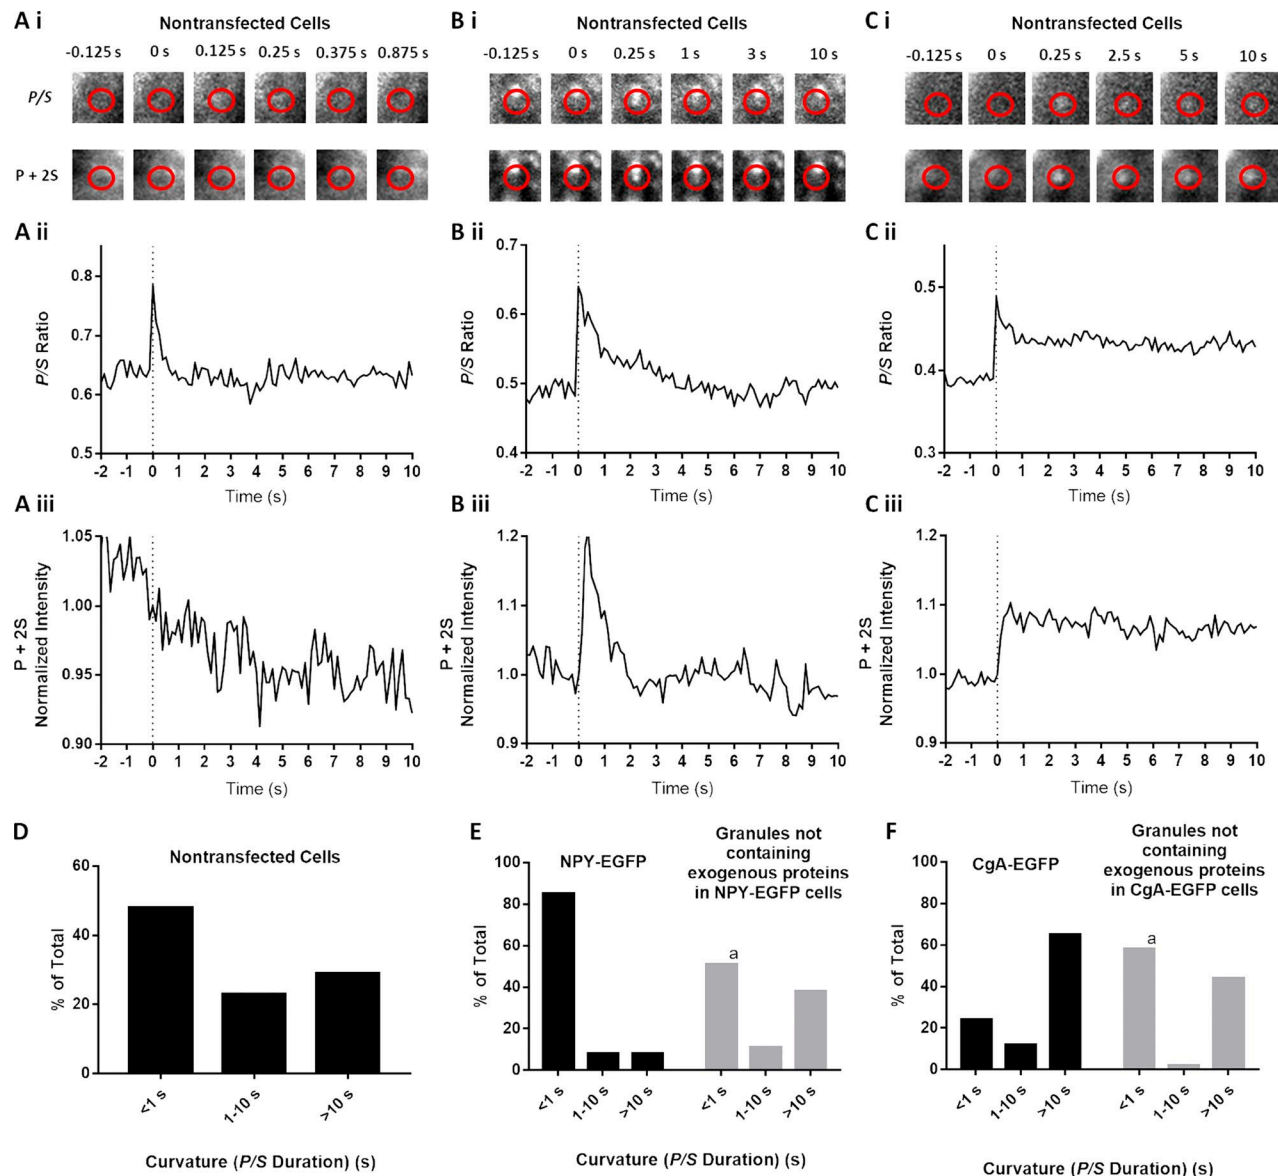 A i
Nontransfected Cells
-0.125 s 0 s 0.125 s 0.25 s 0.375 s 0.875 s
P/S
P + 2S
B i
Nontransfected Cells
-0.125 s 0 s 0.25 s 1 s 3 s 10 s
C i
Nontransfected Cells
-0.125 s 0 s 0.25 s 2.5 s 5 s 10 s
A ii
P/S Ratio
0.8
0.7
0.6
0.5
-2 -1 0 1 2 3 4 5 6 7 8 9 10
Time (s)
B ii
P/S Ratio
0.7
0.6
0.5
0.4
-2 -1 0 1 2 3 4 5 6 7 8 9 10
Time (s)
C ii
P/S Ratio
0.5
0.4
0.3
-2 -1 0 1 2 3 4 5 6 7 8 9 10
Time (s)
A iii
P + 2S
Normalized Intensity
1.05
1.00
0.95
0.90
-2 -1 0 1 2 3 4 5 6 7 8 9 10
Time (s)
B iii
P + 2S
Normalized Intensity
1.2
1.1
1.0
0.9
-2 -1 0 1 2 3 4 5 6 7 8 9 10
Time (s)
C iii
P + 2S
Normalized Intensity
1.2
1.1
1.0
0.9
-2 -1 0 1 2 3 4 5 6 7 8 9 10
Time (s)
D
Nontransfected Cells
% of Total
60
40
20
0
<1 s 1-10 s >10 s
Curvature (P/S Duration) (s)
E
NPY-EGFP
Granules not
containing
exogenous proteins
in NPY-EGFP cells
% of Total
100
80
60
40
20
0
a
<1 s 1-10 s >10 s <1 s 1-10 s >10 s
Curvature (P/S Duration) (s)
F
CgA-EGFP
Granules not
containing
exogenous proteins
in CgA-EGFP cells
% of Total
100
80
60
40
20
0
a
<1 s 1-10 s >10 s <1 s 1-10 s >10 s
Curvature (P/S Duration) (s)